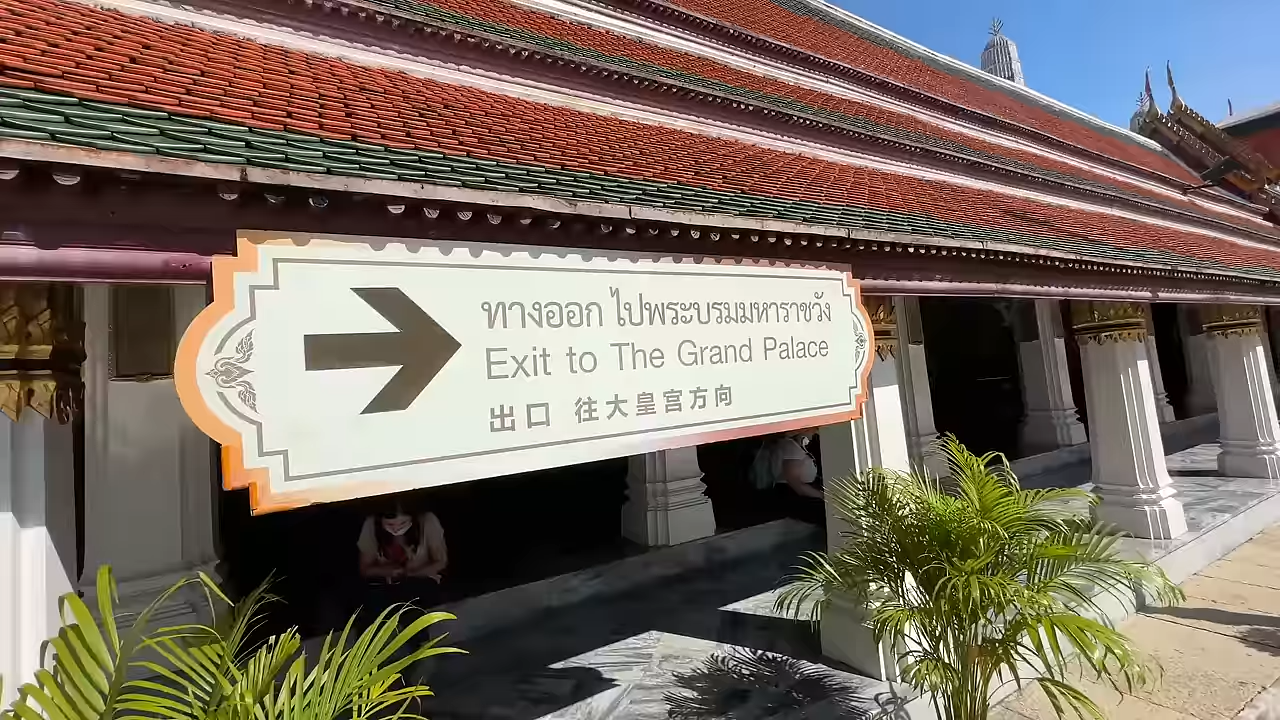 ทางออก ไปพระบรมมหาราชวัง
Exit to The Grand Palace
出口 往大皇宫方向